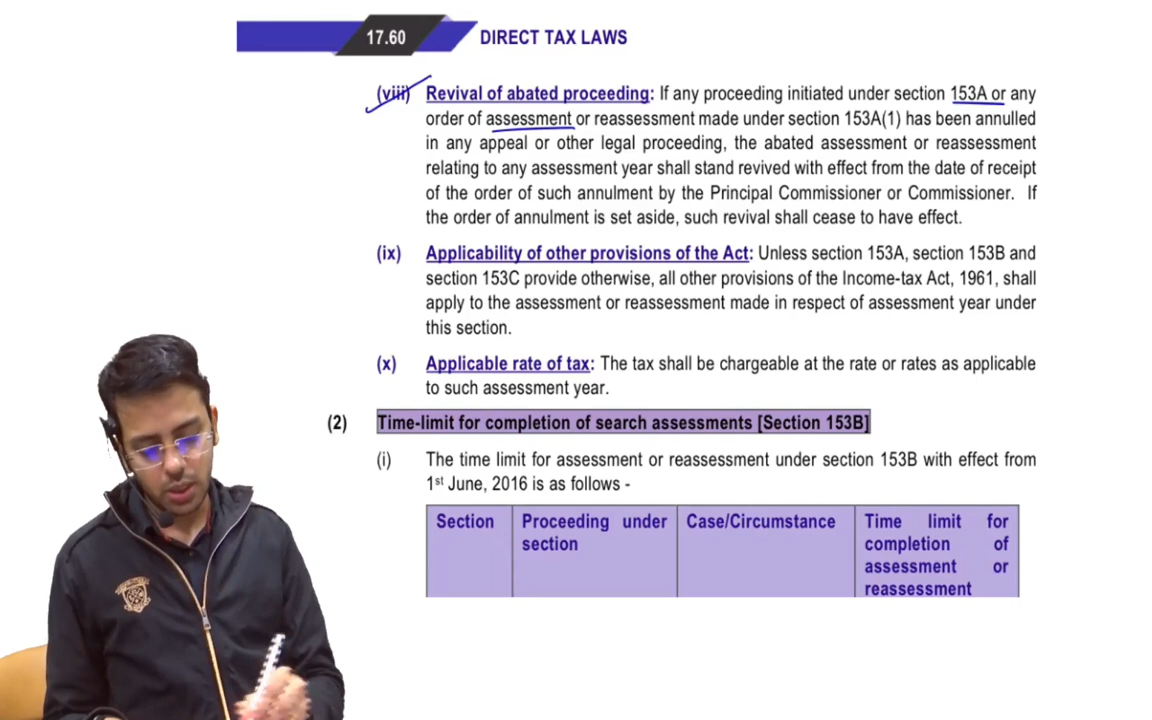 17.60 DIRECT TAX LAWS
(viii) Revival of abated proceeding: If any proceeding initiated under section 153A or any
order of assessment or reassessment made under section 153A(1) has been annulled
in any appeal or other legal proceeding, the abated assessment or reassessment
relating to any assessment year shall stand revived with effect from the date of receipt
of the order of such annulment by the Principal Commissioner or Commissioner. If
the order of annulment is set aside, such revival shall cease to have effect.
(ix) Applicability of other provisions of the Act: Unless section 153A, section 153B and
section 153C provide otherwise, all other provisions of the Income-tax Act, 1961, shall
apply to the assessment or reassessment made in respect of assessment year under
this section.
(x) Applicable rate of tax: The tax shall be chargeable at the rate or rates as applicable
to such assessment year.
(2) Time-limit for completion of search assessments [Section 153B]
(i) The time limit for assessment or reassessment under section 153B with effect from
1st June, 2016 is as follows -
Section
Proceeding under
section
Case/Circumstance
Time limit for
completion of
assessment or
reassessment